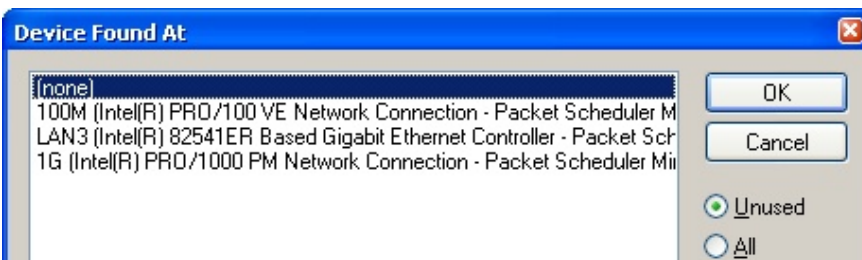 Device Found At
(none)
100M (Intel(R) PRO/100 VE Network Connection - Packet Scheduler M
LAN3 (Intel(R) 82541ER Based Gigabit Ethernet Controller - Packet Sch
1G (Intel(R) PRO/1000 PM Network Connection - Packet Scheduler Mir
OK
Cancel
Unused
All